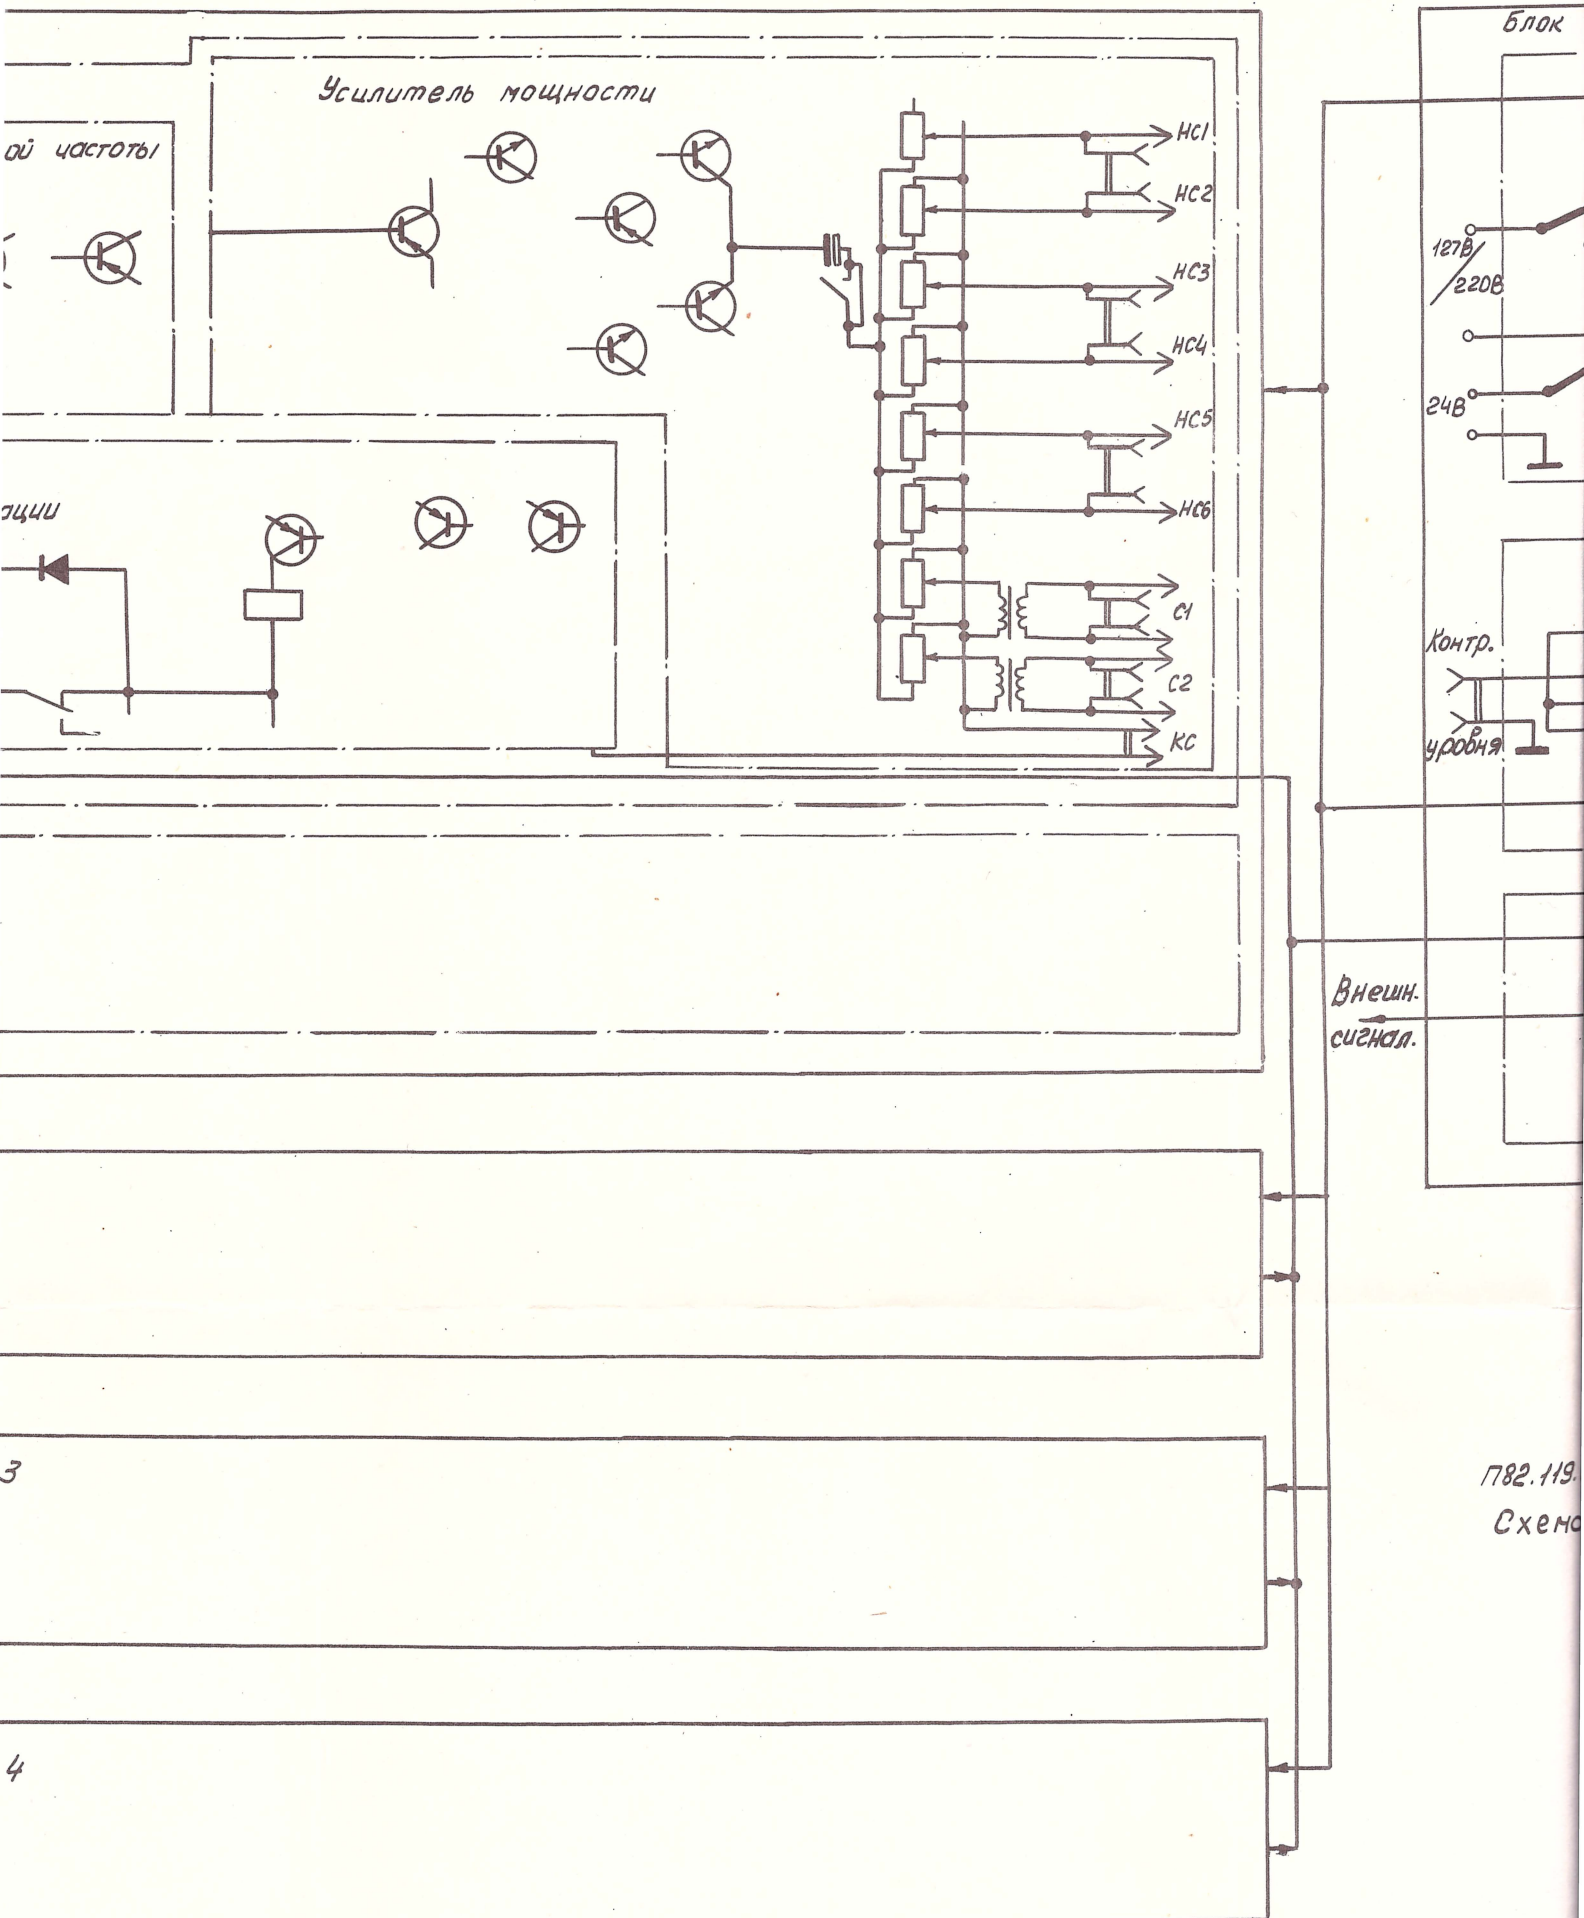 Блок
Усилитель мощности
ой частоты
НС1
НС2
127В/220В
НС3
НС4
24В
НС5
НС6
ации
С1
Контр.
С2
уровня
КС
Внешн.
сигнал.
3
П82.119.
Схема
4